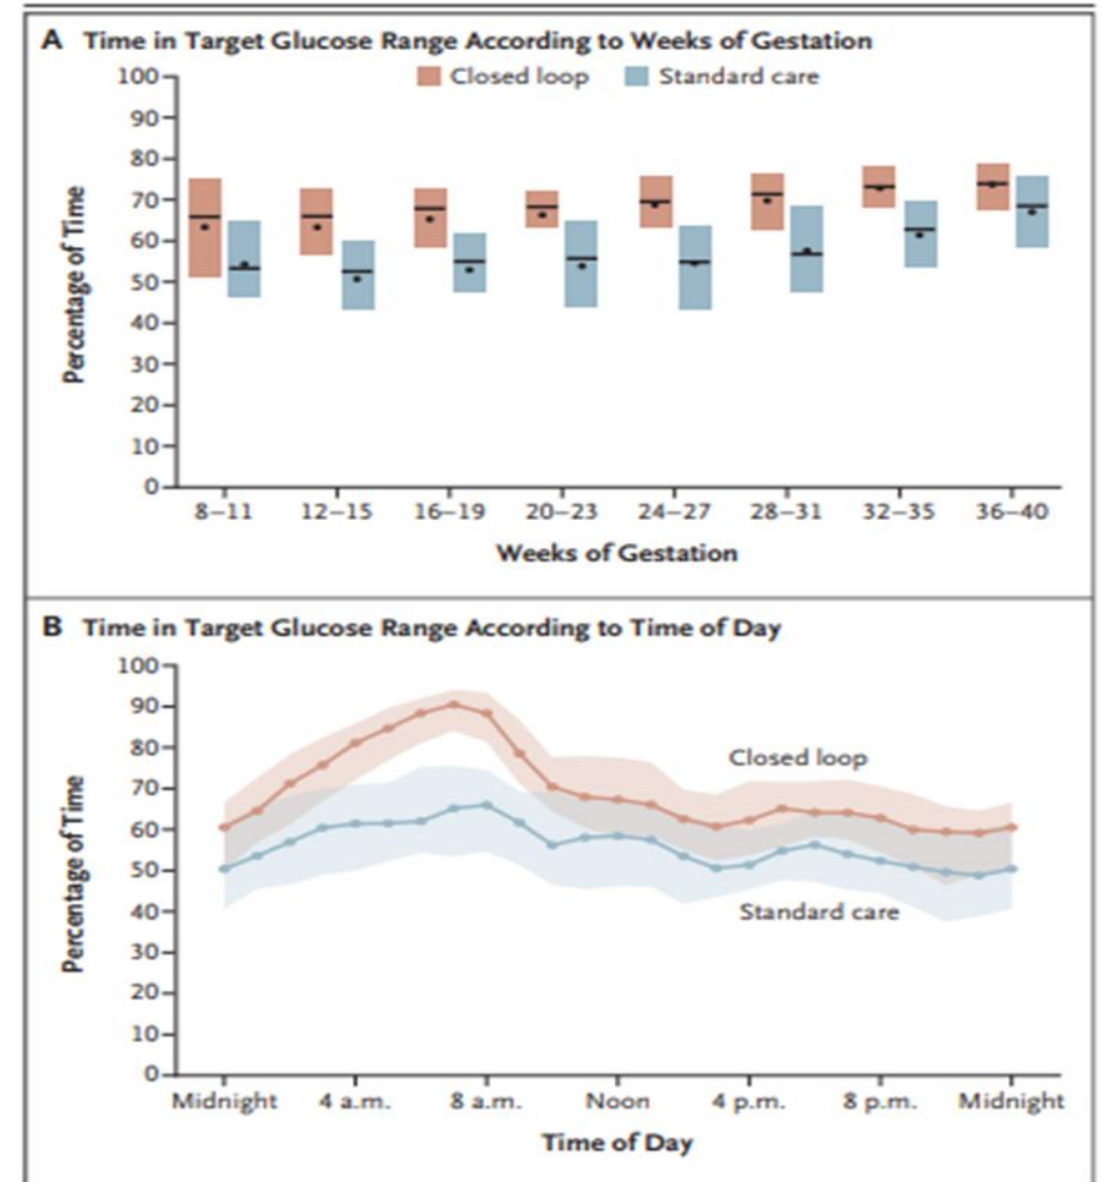 A Time in Target Glucose Range According to Weeks of Gestation
Closed loop
Standard care
Percentage of Time
100
90
80
70
60
50
40
30
20
10
0
8–11 12–15 16–19 20–23 24–27 28–31 32–35 36–40
Weeks of Gestation
B Time in Target Glucose Range According to Time of Day
Percentage of Time
100
90
80
70
60
50
40
30
20
10
0
Closed loop
Standard care
Midnight 4 a.m. 8 a.m. Noon 4 p.m. 8 p.m. Midnight
Time of Day